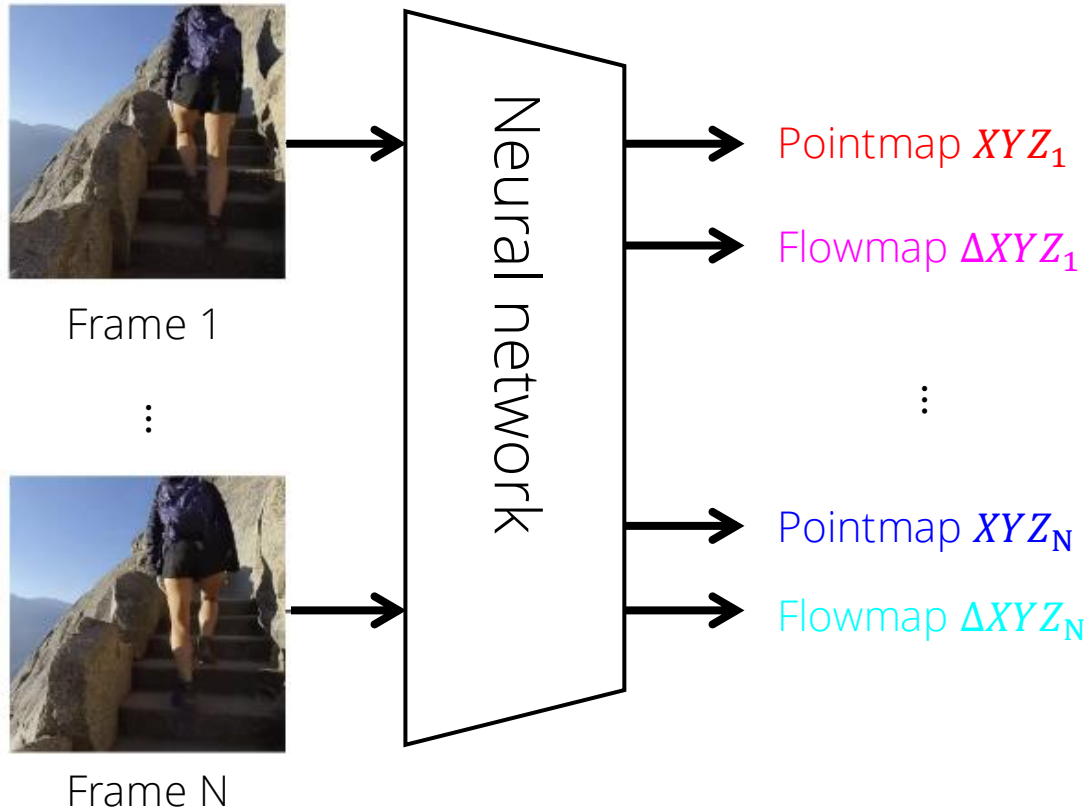 Frame 1
⋮
Frame N
Neural network
Pointmap XYZ₁
Flowmap ΔXYZ₁
⋮
Pointmap XYZ_N
Flowmap ΔXYZ_N